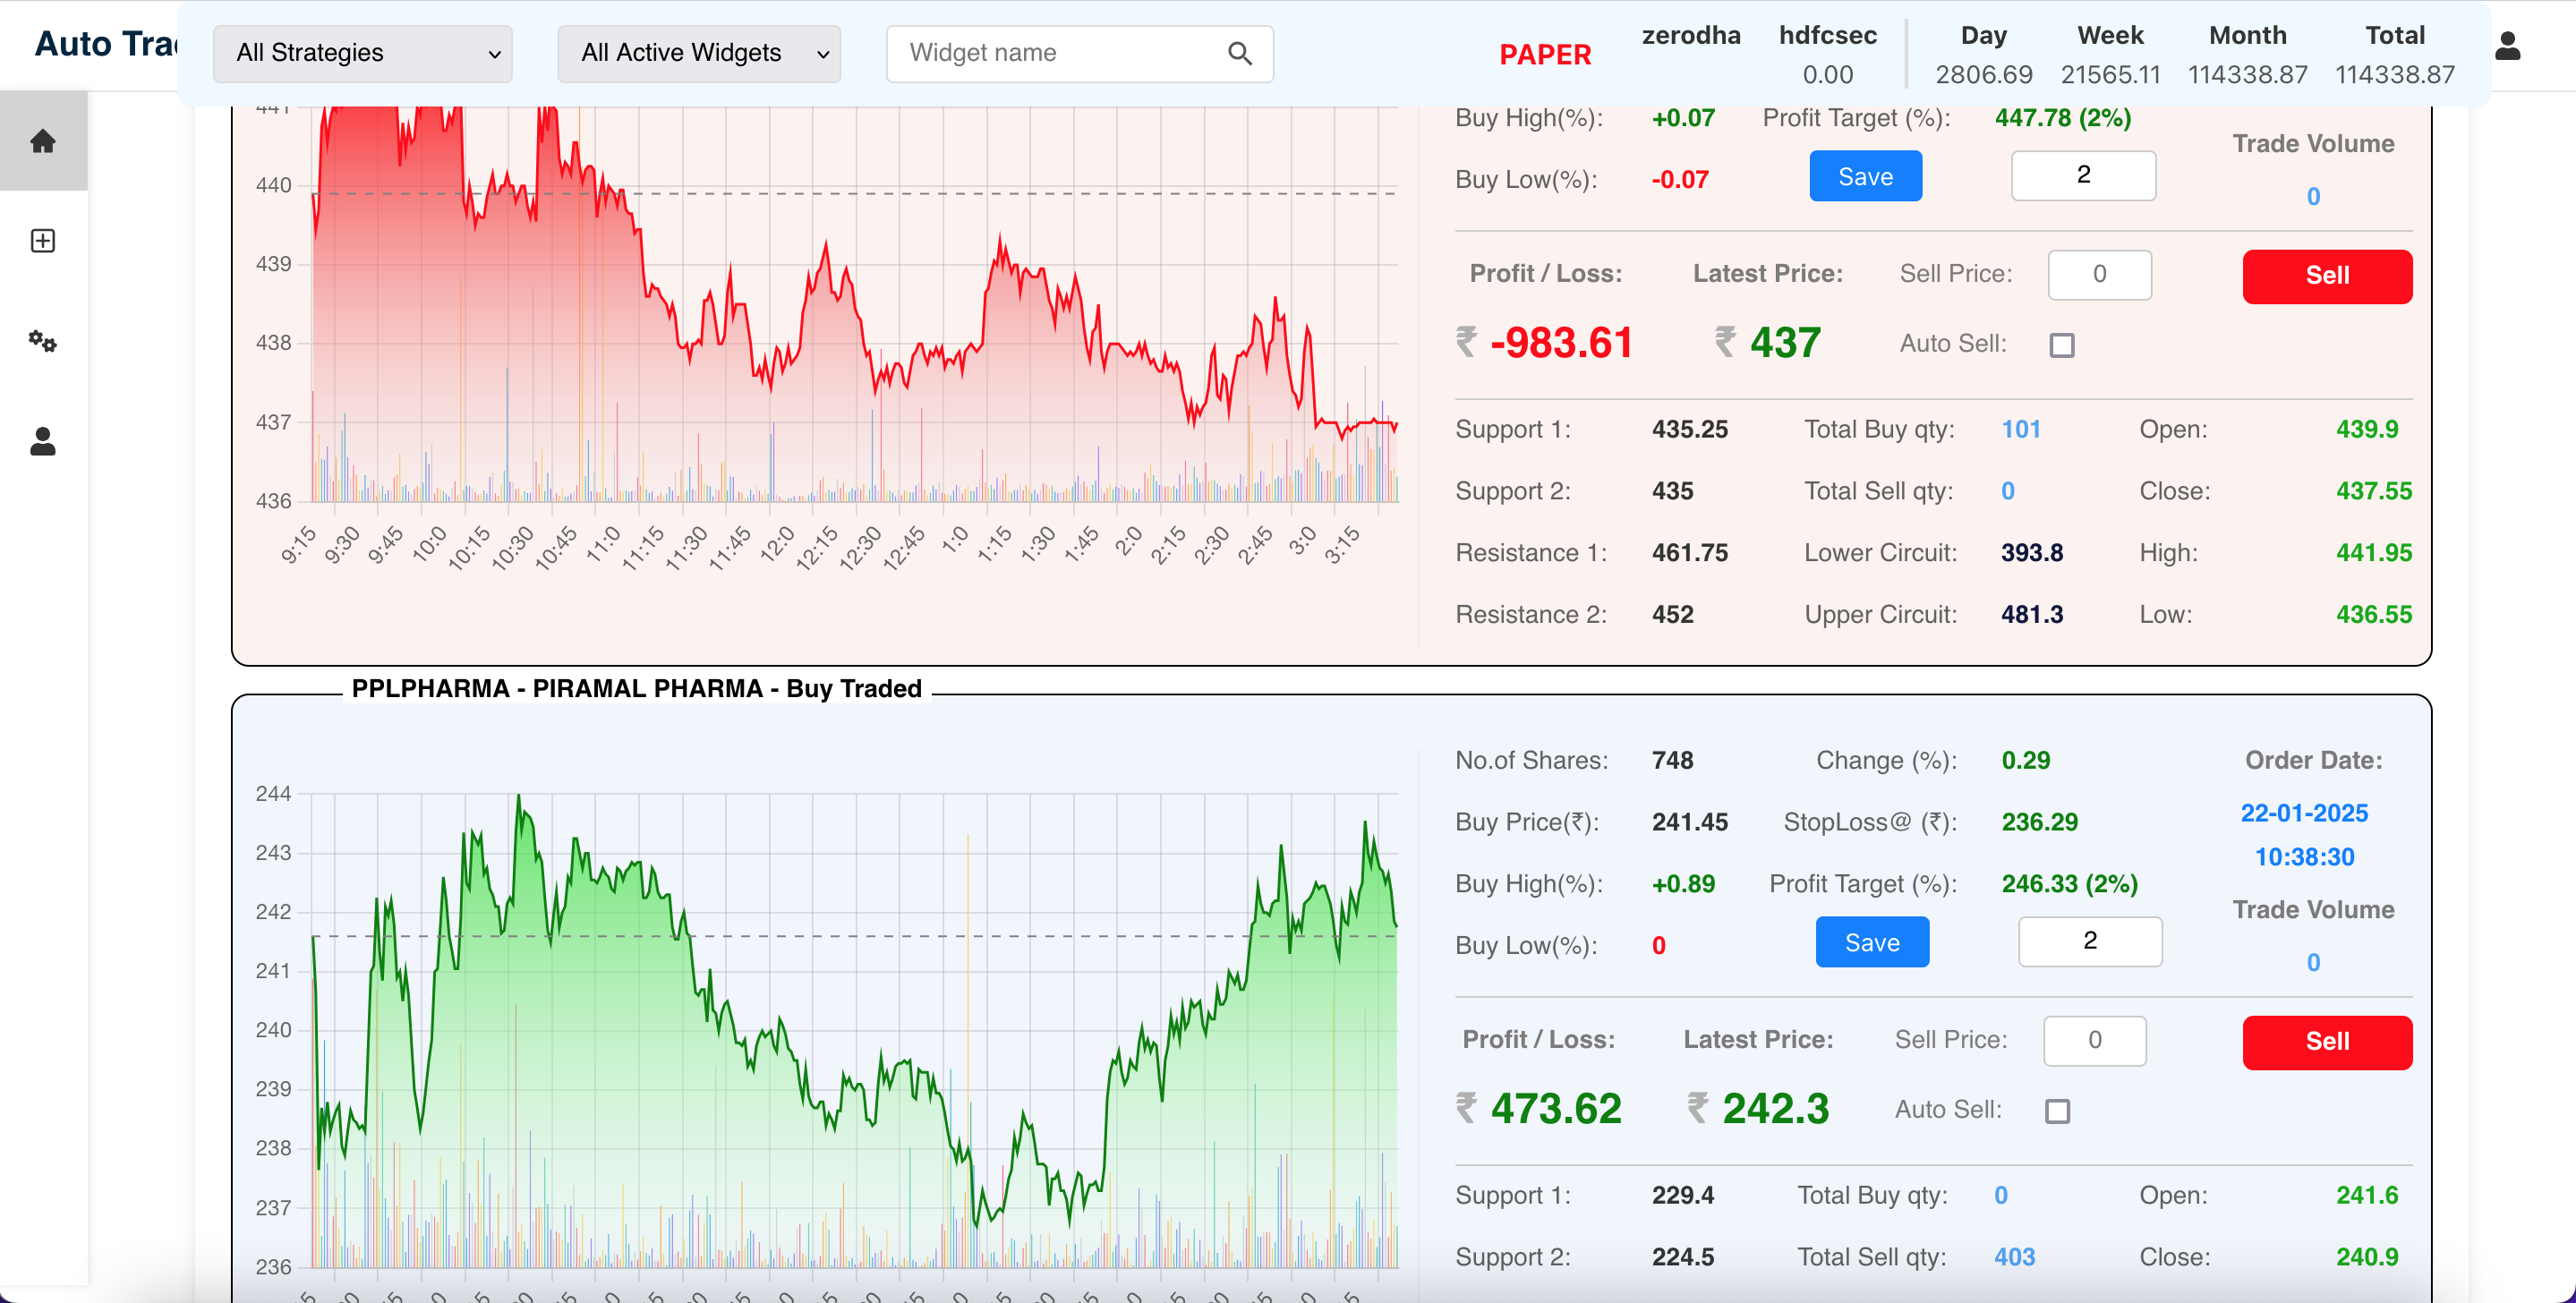 Auto Trad
All Strategies
All Active Widgets
Widget name
PAPER
zerodha
hdfcsec
0.00
Day
2806.69
Week
21565.11
Month
114338.87
Total
114338.87
441
440
439
438
437
436
9:15 9:30 9:45 10:0 10:15 10:30 10:45 11:0 11:15 11:30 11:45 12:0 12:15 12:30 12:45 1:0 1:15 1:30 1:45 2:0 2:15 2:30 2:45 3:0 3:15
Buy High(%): +0.07 Profit Target (%): 447.78 (2%)
Trade Volume
Buy Low(%): -0.07 Save 2
0
Profit / Loss: Latest Price: Sell Price: 0 Sell
₹ -983.61 ₹ 437 Auto Sell:
Support 1: 435.25 Total Buy qty: 101 Open: 439.9
Support 2: 435 Total Sell qty: 0 Close: 437.55
Resistance 1: 461.75 Lower Circuit: 393.8 High: 441.95
Resistance 2: 452 Upper Circuit: 481.3 Low: 436.55
PPLPHARMA - PIRAMAL PHARMA - Buy Traded
244
243
242
241
240
239
238
237
236
No.of Shares: 748 Change (%): 0.29 Order Date:
Buy Price(₹): 241.45 StopLoss@ (₹): 236.29 22-01-2025
10:38:30
Buy High(%): +0.89 Profit Target (%): 246.33 (2%)
Trade Volume
Buy Low(%): 0 Save 2
0
Profit / Loss: Latest Price: Sell Price: 0 Sell
₹ 473.62 ₹ 242.3 Auto Sell:
Support 1: 229.4 Total Buy qty: 0 Open: 241.6
Support 2: 224.5 Total Sell qty: 403 Close: 240.9